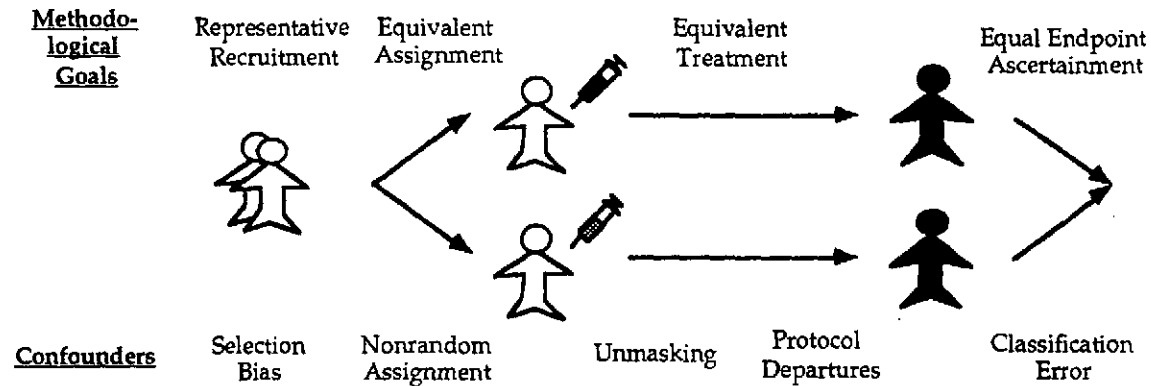 Methodo-
logical
Goals
Representative
Recruitment
Equivalent
Assignment
Equivalent
Treatment
Equal Endpoint
Ascertainment
Confounders
Selection
Bias
Nonrandom
Assignment
Unmasking
Protocol
Departures
Classification
Error